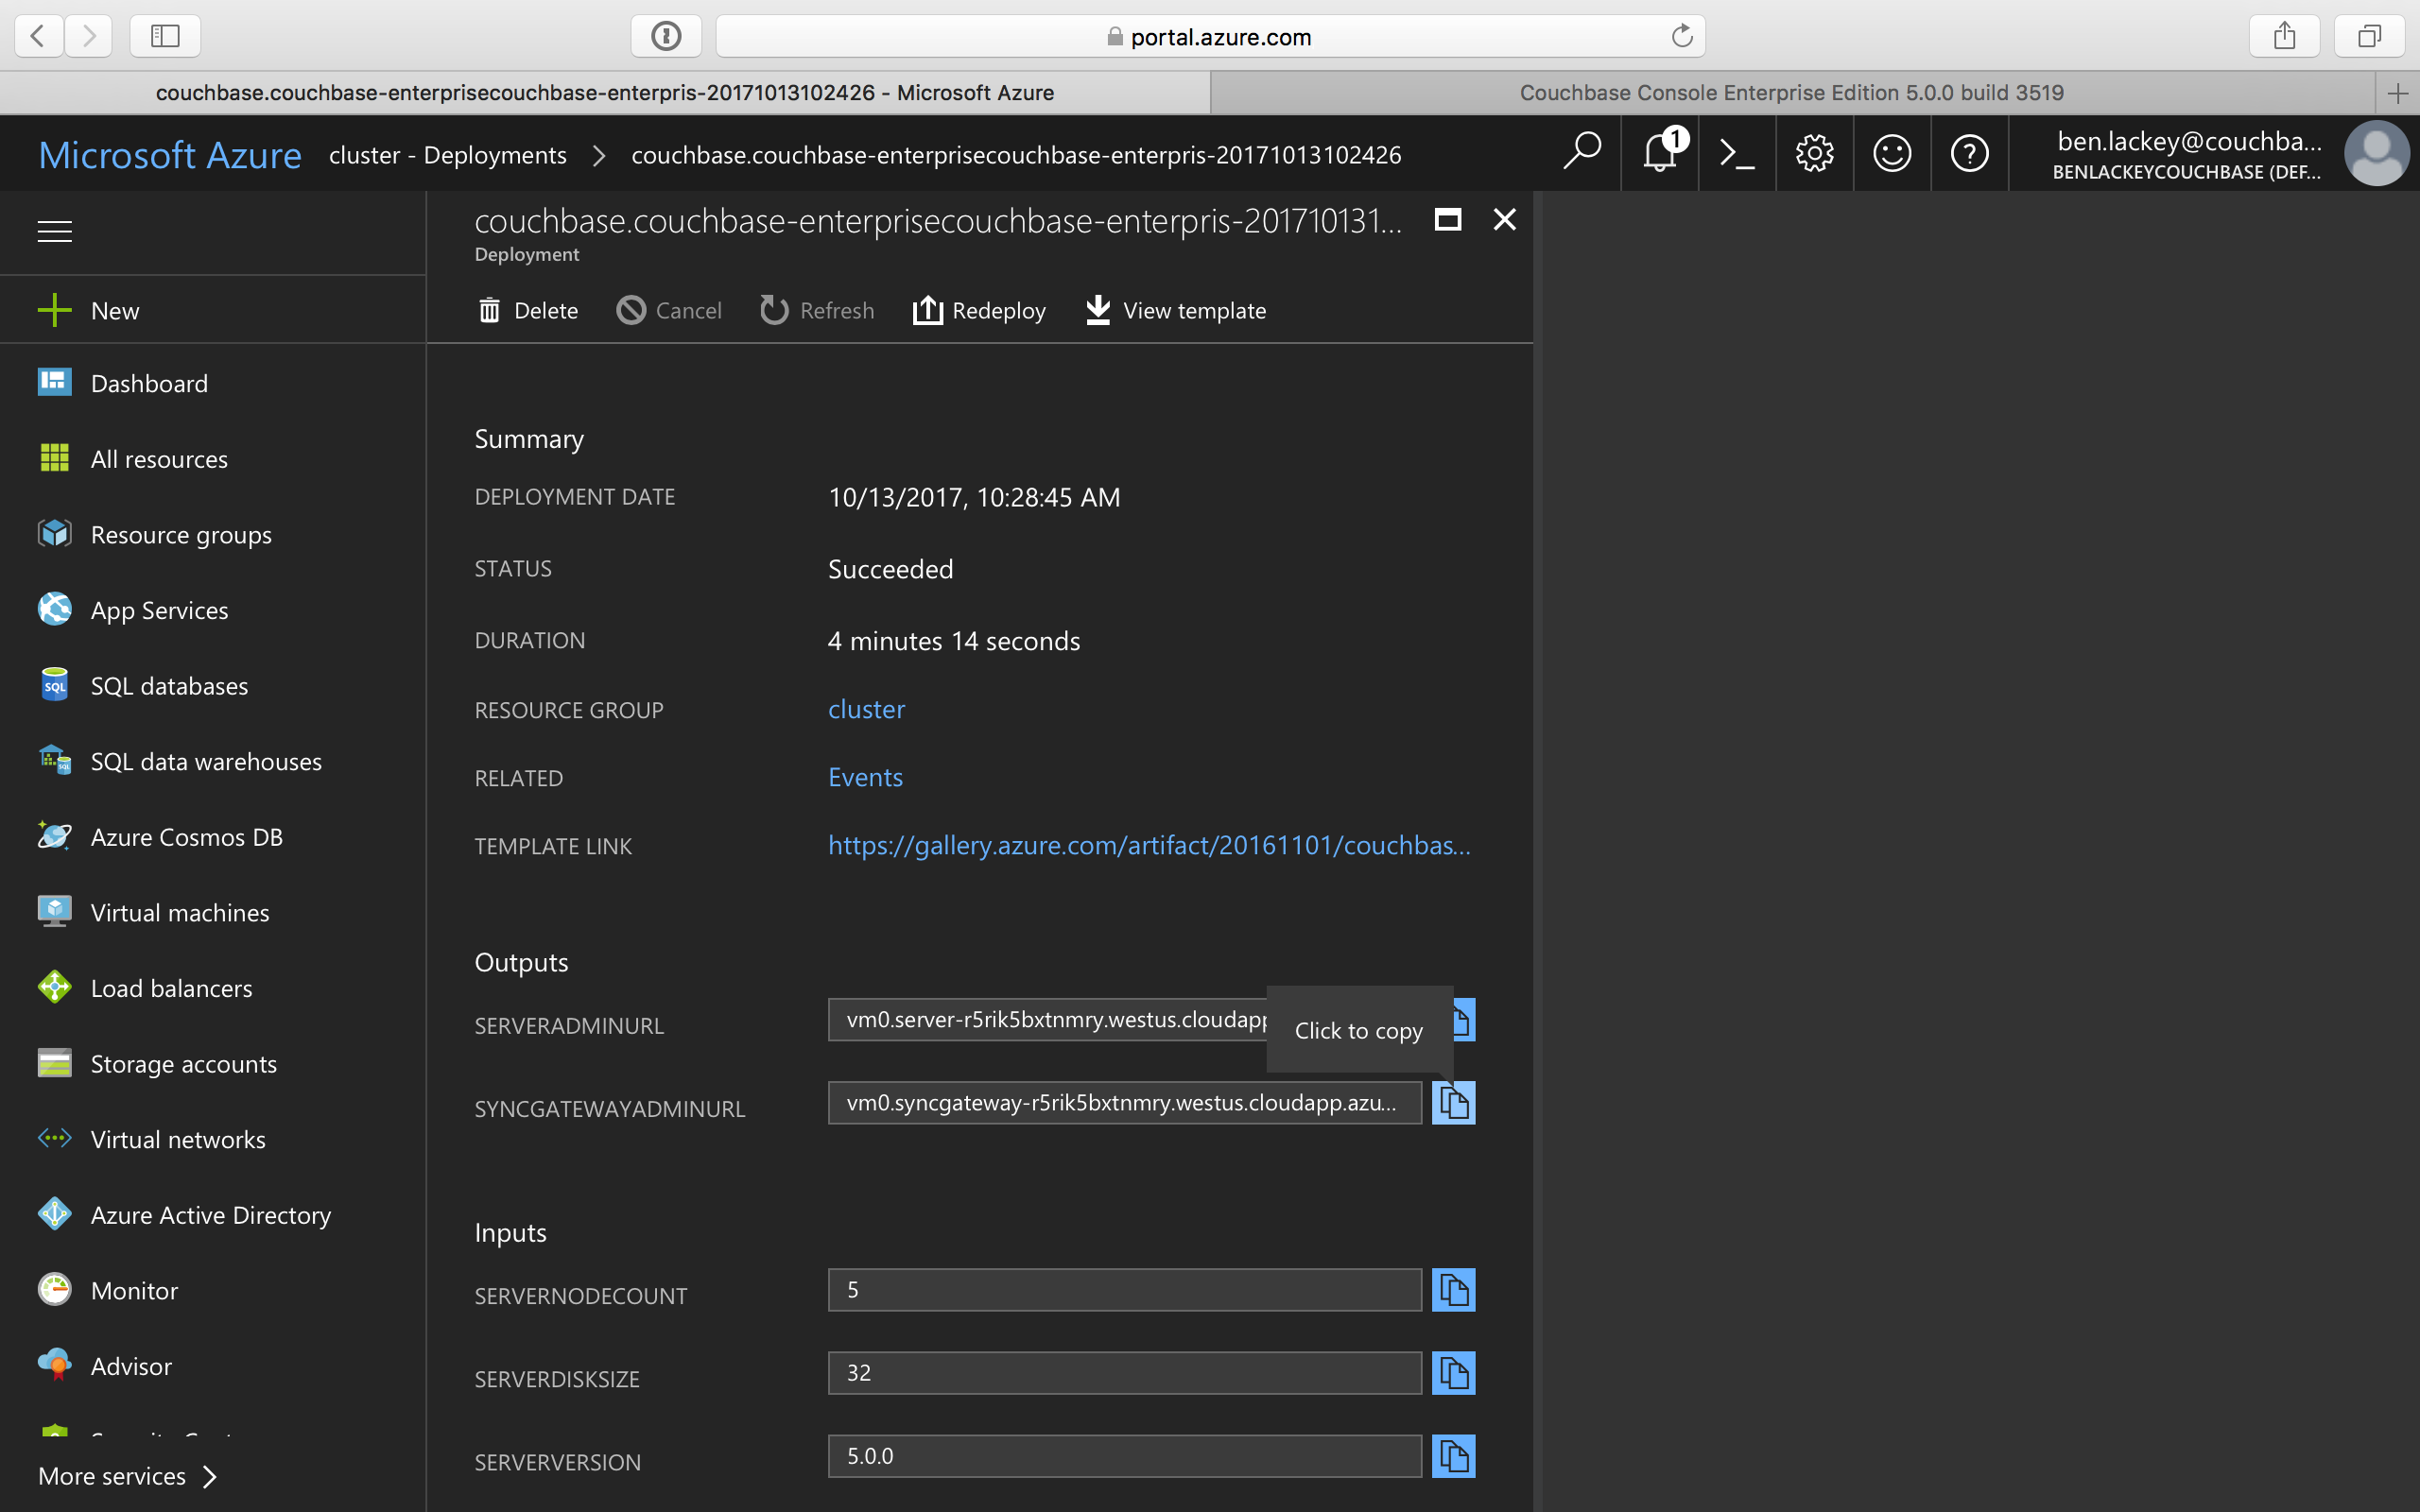 portal.azure.com
couchbase.couchbase-enterprisecouchbase-enterpris-20171013102426 - Microsoft Azure
Couchbase Console Enterprise Edition 5.0.0 build 3519
Microsoft Azure
cluster - Deployments > couchbase.couchbase-enterprisecouchbase-enterpris-20171013102426
1
ben.lackey@couchba...
BENLACKEYCOUCHBASE (DEF...
couchbase.couchbase-enterprisecouchbase-enterpris-201710131...
Deployment
Delete
Cancel
Refresh
Redeploy
View template
New
Dashboard
All resources
Resource groups
App Services
SQL databases
SQL data warehouses
Azure Cosmos DB
Virtual machines
Load balancers
Storage accounts
Virtual networks
Azure Active Directory
Monitor
Advisor
More services >
Summary
DEPLOYMENT DATE
10/13/2017, 10:28:45 AM
STATUS
Succeeded
DURATION
4 minutes 14 seconds
RESOURCE GROUP
cluster
RELATED
Events
TEMPLATE LINK
https://gallery.azure.com/artifact/20161101/couchbas...
Outputs
SERVERADMINURL
vm0.server-r5rik5bxtnmry.westus.cloudapp
Click to copy
SYNCGATEWAYADMINURL
vm0.syncgateway-r5rik5bxtnmry.westus.cloudapp.azu...
Inputs
SERVERNODECOUNT
5
SERVERDISKSIZE
32
SERVERVERSION
5.0.0